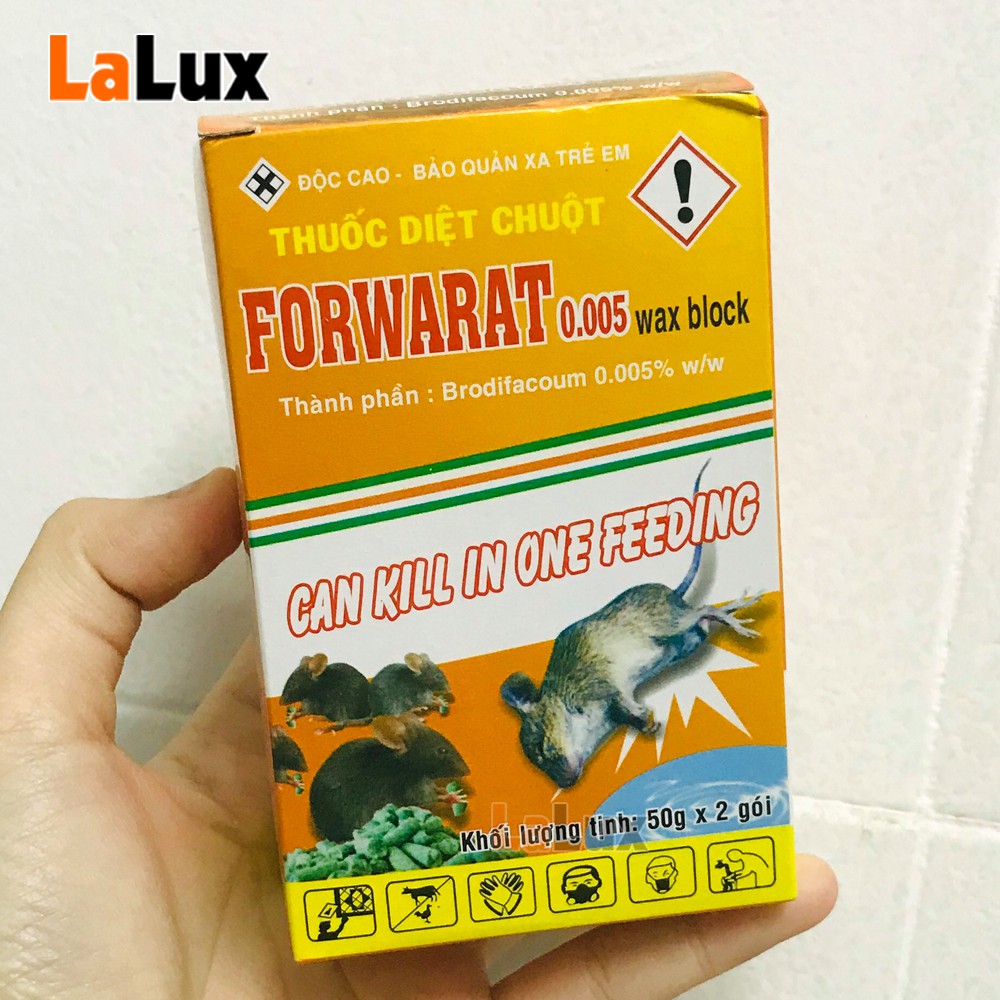 LaLux
Thành phần : Brodifacoum 0.005% w/w
ĐỘC CAO - BẢO QUẢN XA TRẺ EM
THUỐC DIỆT CHUỘT
FORWARAT 0.005 wax block
Thành phần : Brodifacoum 0.005% w/w
CAN KILL IN ONE FEEDING
LaLux
Khối lượng tịnh: 50g x 2 gói